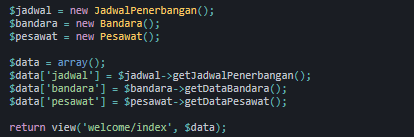 $jadwal = new JadwalPenerbangan();
$bandara = new Bandara();
$pesawat = new Pesawat();
$data = array();
$data['jadwal'] = $jadwal->getJadwalPenerbangan();
$data['bandara'] = $bandara->getDataBandara();
$data['pesawat'] = $pesawat->getDataPesawat();
return view('welcome/index', $data);